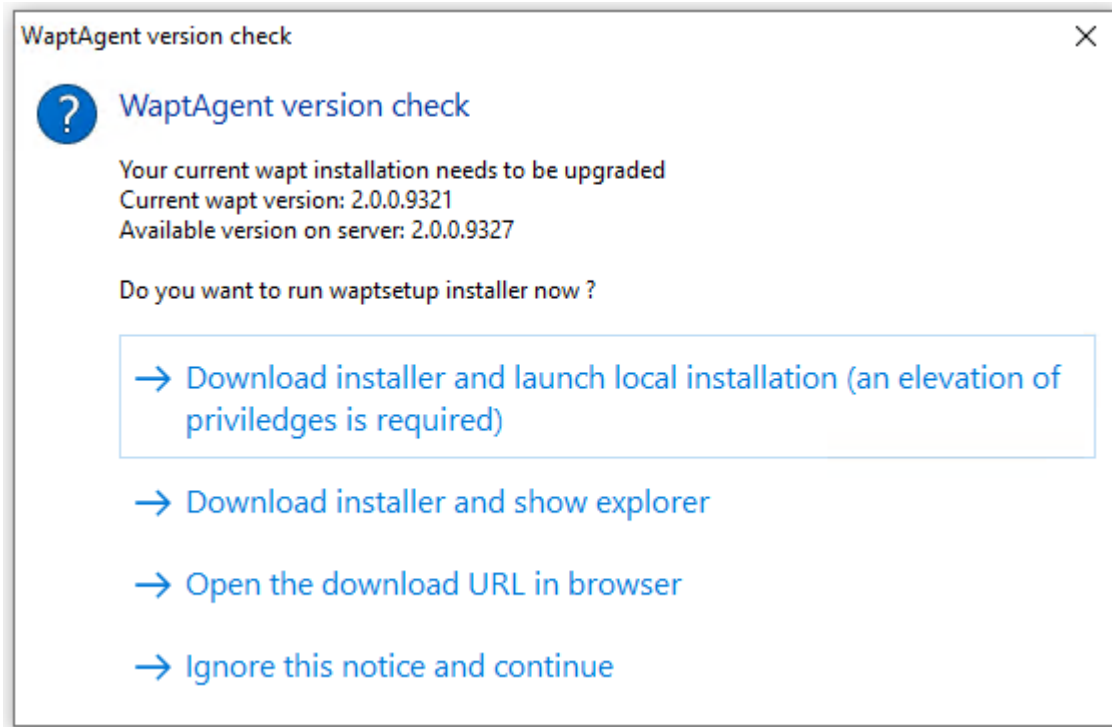 WaptAgent version check
WaptAgent version check
Your current wapt installation needs to be upgraded
Current wapt version: 2.0.0.9321
Available version on server: 2.0.0.9327
Do you want to run waptsetup installer now ?
Download installer and launch local installation (an elevation of
priviledges is required)
Download installer and show explorer
Open the download URL in browser
Ignore this notice and continue